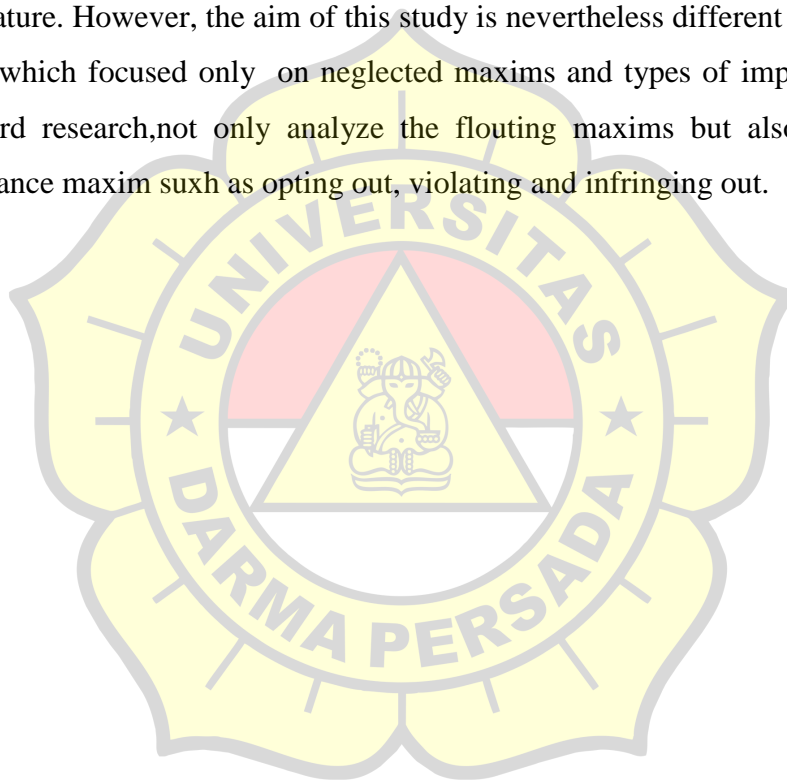 ature. However, the aim of this study is nevertheless different
which focused only on neglected maxims and types of imp
rd research,not only analyze the flouting maxims but also
ance maxim suxh as opting out, violating and infringing out.
UNIVERSITAS
DARMA PERSADA